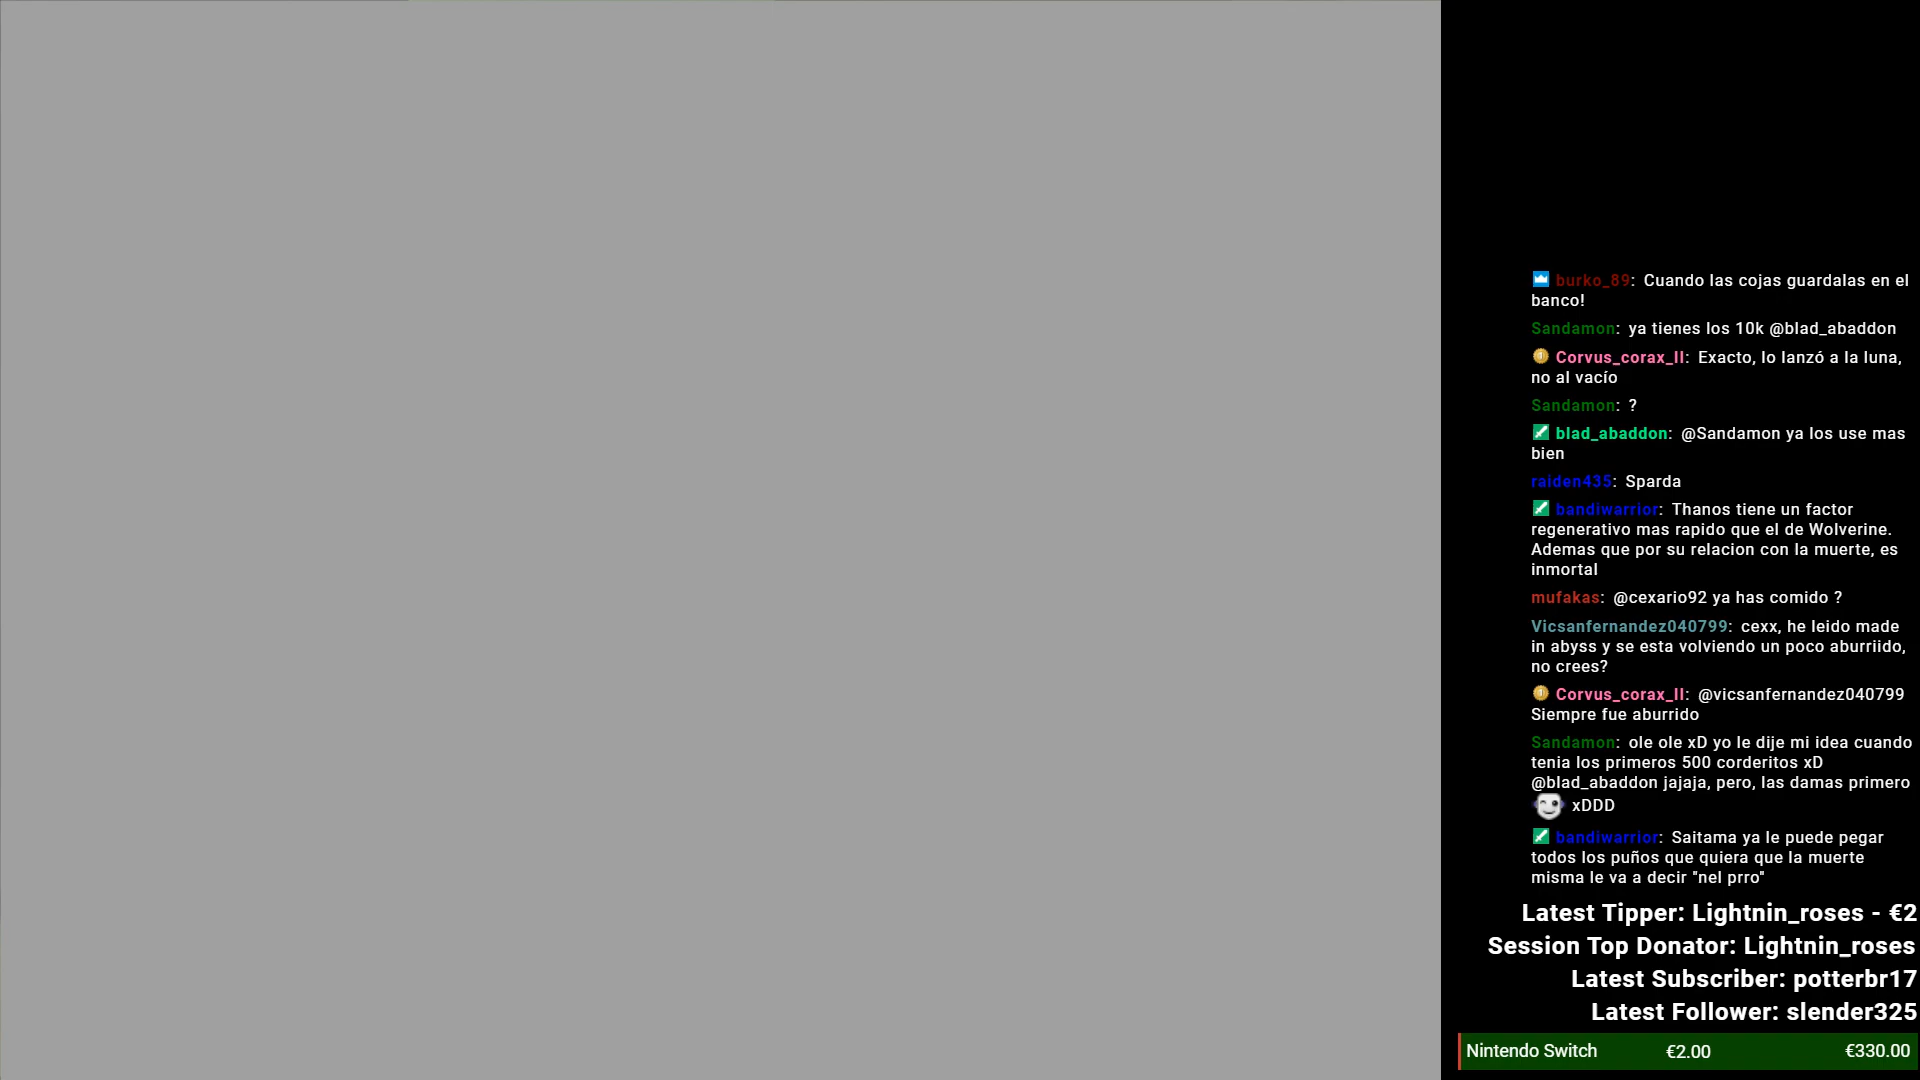 burko_89: Cuando las cojas guardalas en el
banco!
Sandamon: ya tienes los 10k @blad_abaddon
Corvus_corax_II: Exacto, lo lanzó a la luna,
no al vacío
Sandamon: ?
blad_abaddon: @Sandamon ya los use mas
bien
raiden435: Sparda
bandiwarrior: Thanos tiene un factor
regenerativo mas rapido que el de Wolverine.
Ademas que por su relacion con la muerte, es
inmortal
mufakas: @cexario92 ya has comido ?
Vicsanfernandez040799: cexx, he leido made
in abyss y se esta volviendo un poco aburriido,
no crees?
Corvus_corax_II: @vicsanfernandez040799
Siempre fue aburrido
Sandamon: ole ole xD yo le dije mi idea cuando
tenia los primeros 500 corderitos xD
@blad_abaddon jajaja, pero, las damas primero
xDDD
bandiwarrior: Saitama ya le puede pegar
todos los puños que quiera que la muerte
misma le va a decir "nel prro"
Latest Tipper: Lightnin_roses - €2
Session Top Donator: Lightnin_roses
Latest Subscriber: potterbr17
Latest Follower: slender325
Nintendo Switch €2.00 €330.00